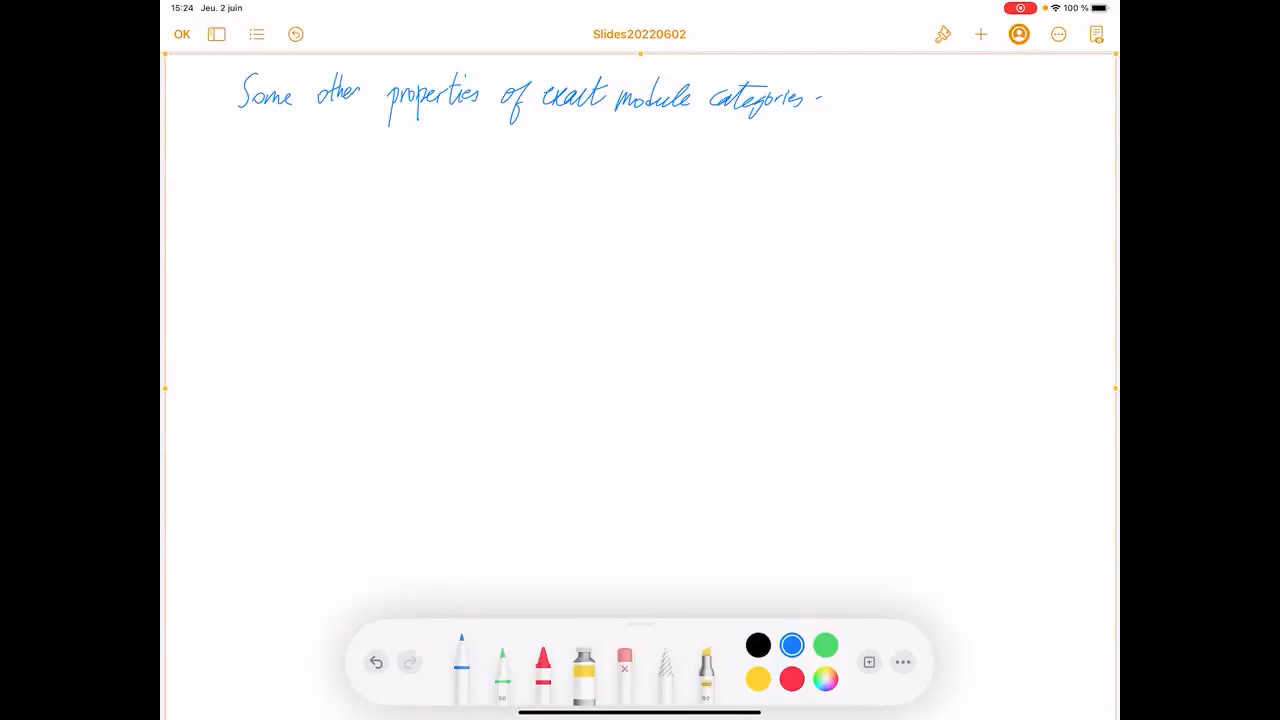 15:24 Jeu. 2 juin 100 %
OK Slides20220602
Some other properties of exact module categories.